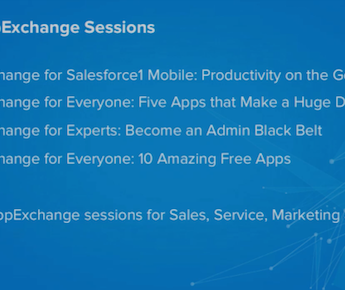 pExchange Sessions
hange for Salesforce1 Mobile: Productivity on the G
hange for Everyone: Five Apps that Make a Huge D
hange for Experts: Become an Admin Black Belt
hange for Everyone: 10 Amazing Free Apps
ppExchange sessions for Sales, Service, Marketing